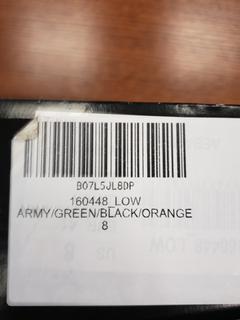 B07L5JL8DP
160448_LOW
ARMY/GREEN/BLACK/ORANGE
8